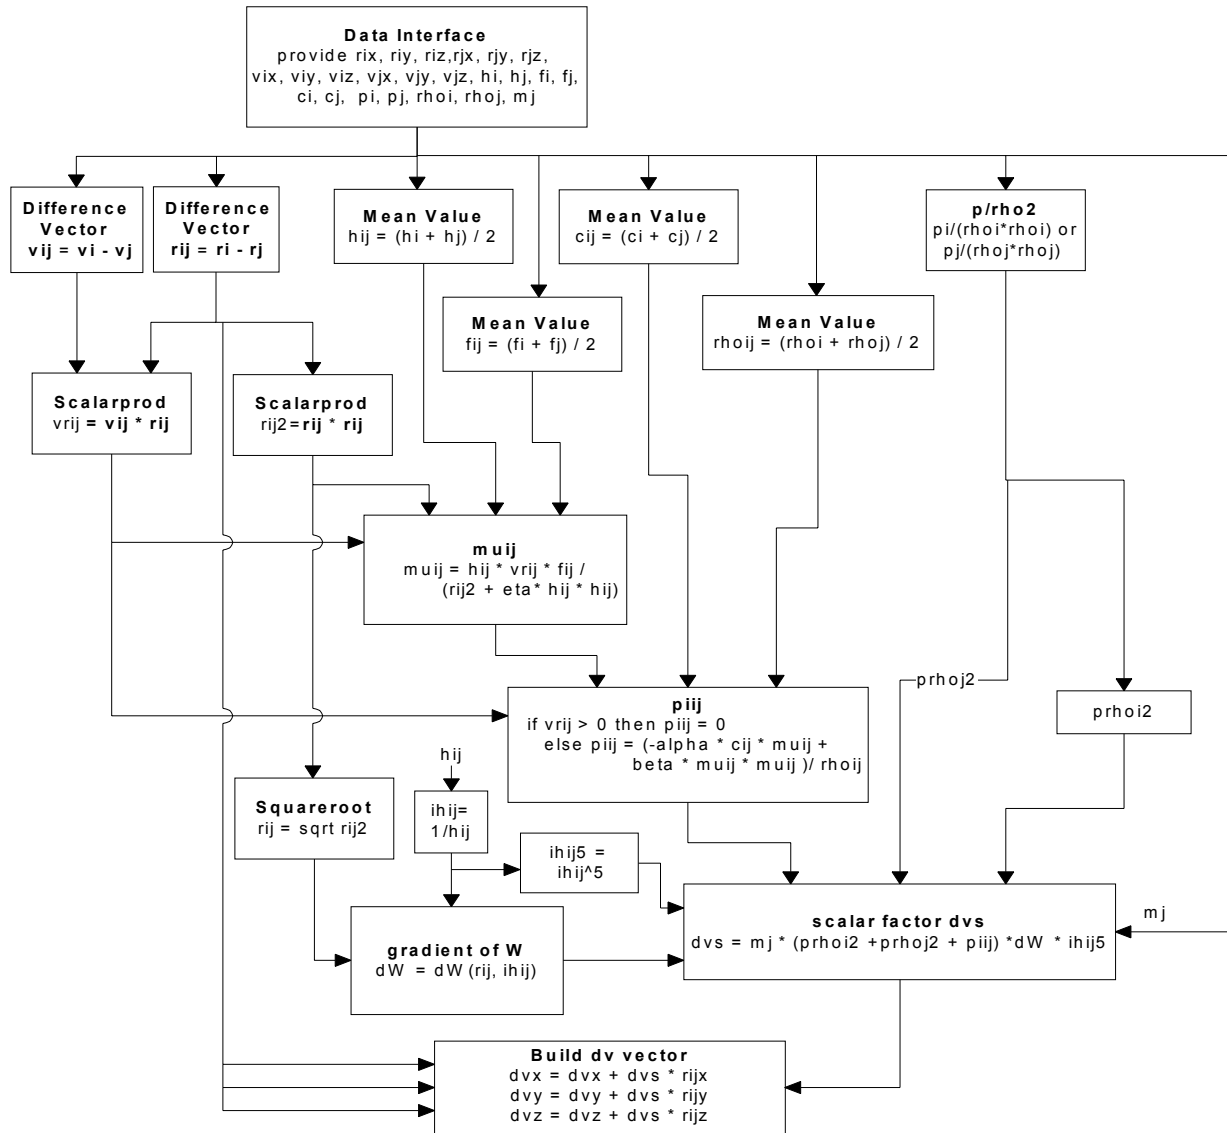 Data Interface
provide rix, riy, riz,rjx, rjy, rjz,
vix, viy, viz, vjx, vjy, vjz, hi, hj, fi, fj,
ci, cj, pi, pj, rhoi, rhoj, mj
Difference
Vector
vij = vi - vj
Difference
Vector
rij = ri - rj
Mean Value
hij = (hi + hj) / 2
Mean Value
cij = (ci + cj) / 2
p/rho2
pi/(rhoi*rhoi) or
pj/(rhoj*rhoj)
Mean Value
fij = (fi + fj) / 2
Mean Value
rhoij = (rhoi + rhoj) / 2
Scalarprod
vrij = vij * rij
Scalarprod
rij2=rij * rij
muij
muij = hij * vrij * fij /
(rij2 + eta* hij * hij)
prhoj2
prhoi2
piij
if vrij > 0 then piij = 0
else piij = (-alpha * cij * muij +
beta * muij * muij )/ rhoij
hij
Squareroot
rij = sqrt rij2
ihij=
1/hij
ihij5 =
ihij^5
gradient of W
dW = dW (rij, ihij)
scalar factor dvs
dvs = mj * (prhoi2 +prhoj2 + piij) *dW * ihij5
mj
Build dv vector
dvx = dvx + dvs * rijx
dvy = dvy + dvs * rijy
dvz = dvz + dvs * rijz